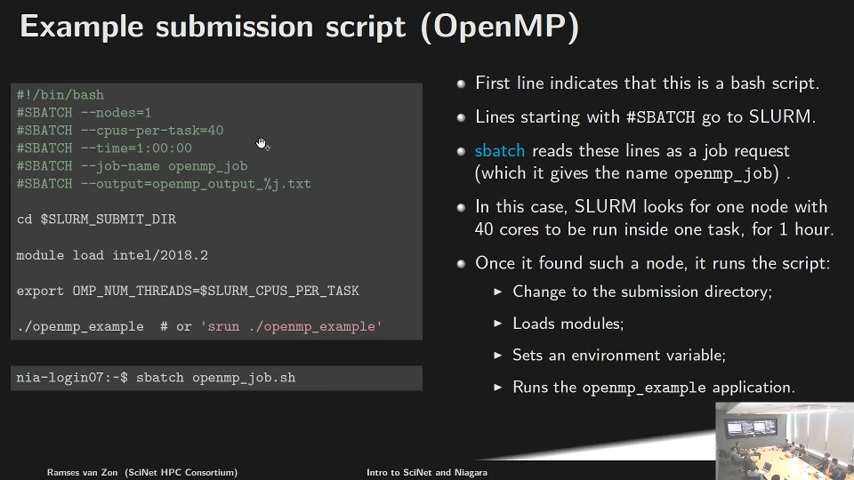 Example submission script (OpenMP)
#!/bin/bash
#SBATCH --nodes=1
#SBATCH --cpus-per-task=40
#SBATCH --time=1:00:00
#SBATCH --job-name openmp_job
#SBATCH --output=openmp_output_%j.txt
cd $SLURM_SUBMIT_DIR
module load intel/2018.2
export OMP_NUM_THREADS=$SLURM_CPUS_PER_TASK
./openmp_example # or 'srun ./openmp_example'
nia-login07:~$ sbatch openmp_job.sh
First line indicates that this is a bash script.
Lines starting with #SBATCH go to SLURM.
sbatch reads these lines as a job request
(which it gives the name openmp_job) .
In this case, SLURM looks for one node with
40 cores to be run inside one task, for 1 hour.
Once it found such a node, it runs the script:
Change to the submission directory;
Loads modules;
Sets an environment variable;
Runs the openmp_example application.
Ramses van Zon (SciNet HPC Consortium)
Intro to SciNet and Niagara